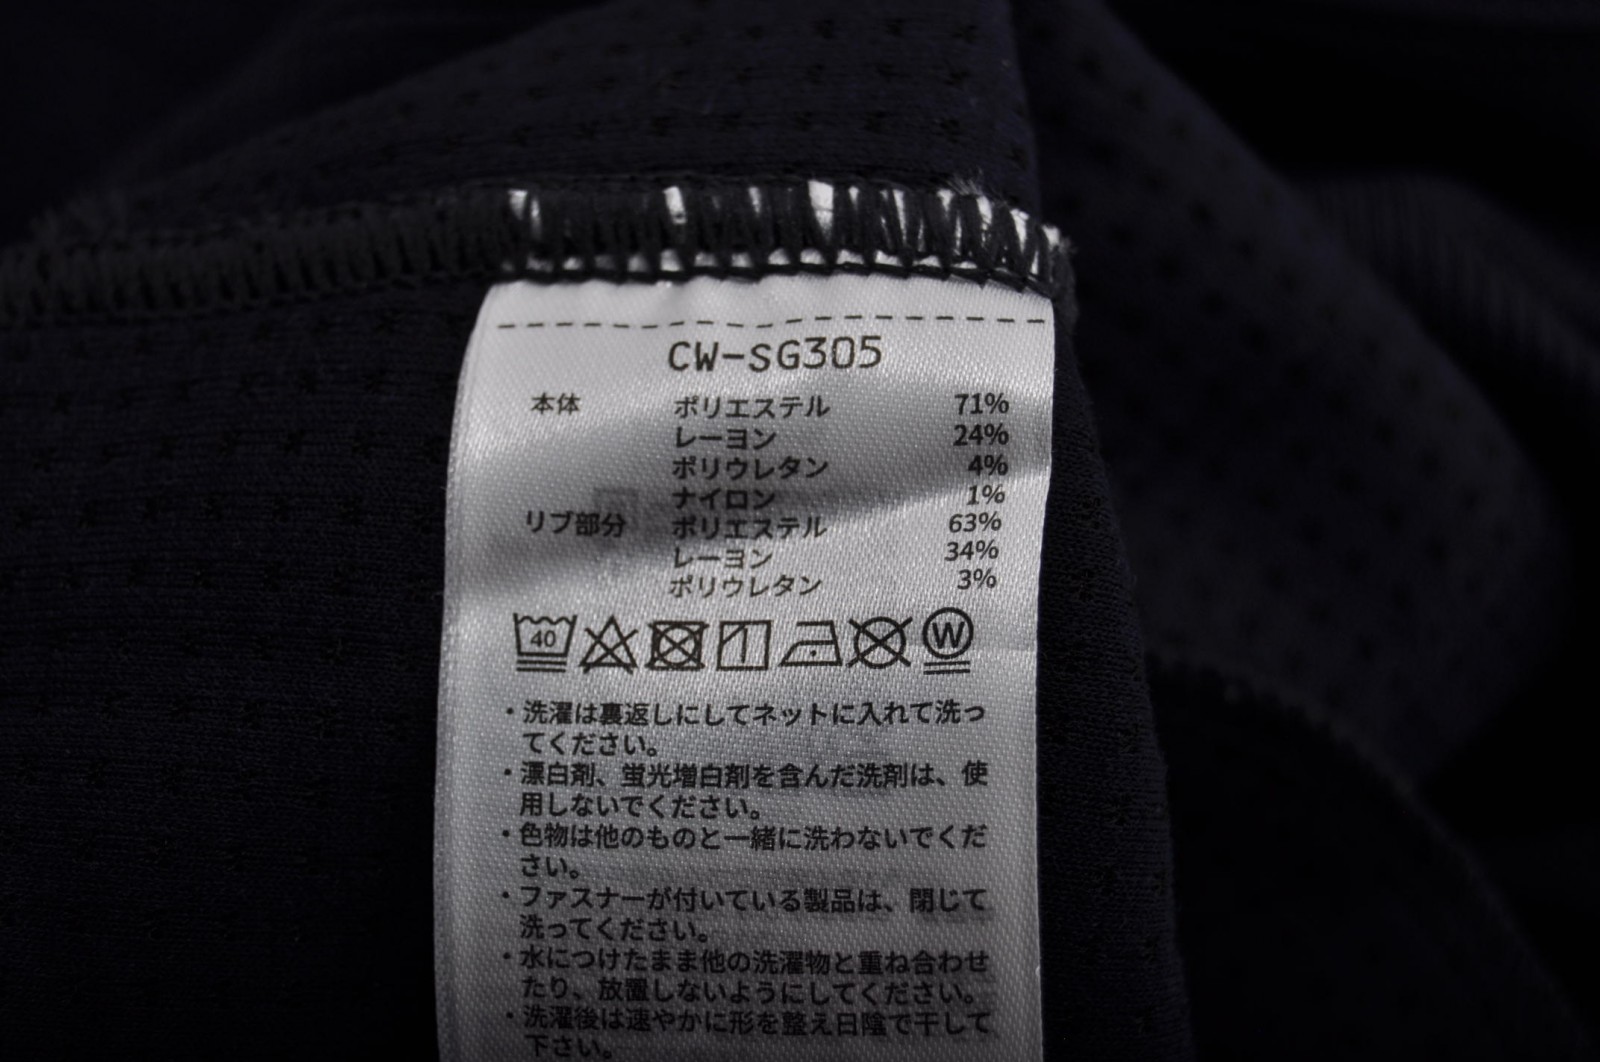 CW-SG305
本体 ポリエステル 71%
レーヨン 24%
ポリウレタン 4%
ナイロン 1%
リブ部分 ポリエステル 63%
レーヨン 34%
ポリウレタン 3%
40 W
・洗濯は裏返しにしてネットに入れて洗っ
てください。
・漂白剤、蛍光増白剤を含んだ洗剤は、使
用しないでください。
・色物は他のものと一緒に洗わないでくだ
さい。
・ファスナーが付いている製品は、閉じて
洗ってください。
・水につけたまま他の洗濯物と重ね合わせ
たり、放置しないようにしてください。
・洗濯後は速やかに形を整え日陰で干して
下さい。